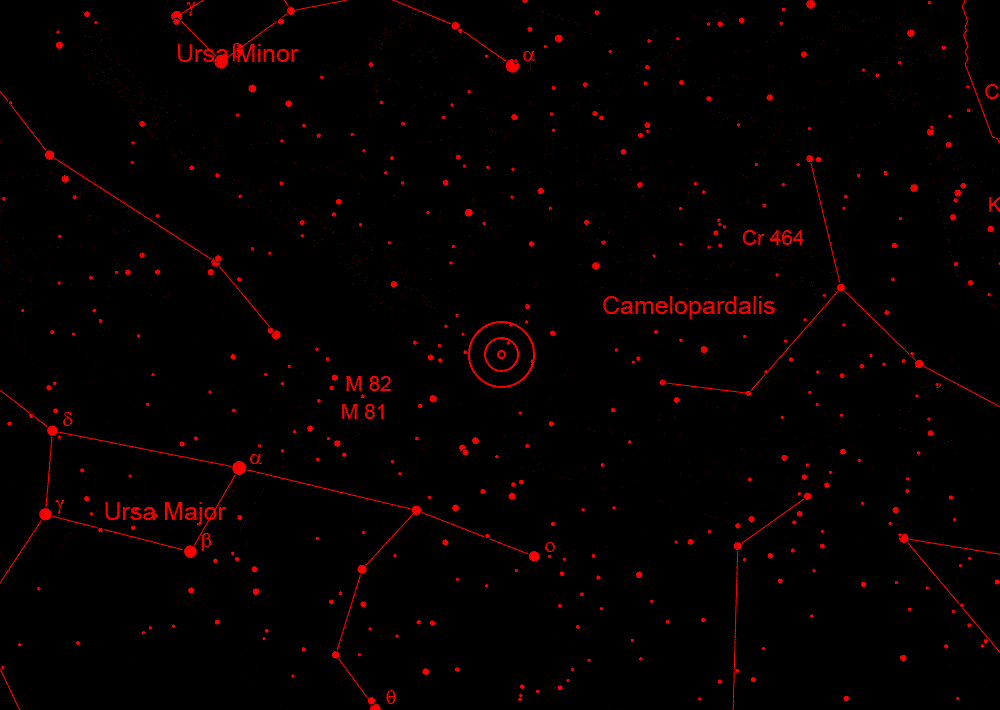 γ
β
Ursa Minor
α
C
K
Cr 464
Camelopardalis
M 82
M 81
δ
α
γ
Ursa Major
β
ο
θ